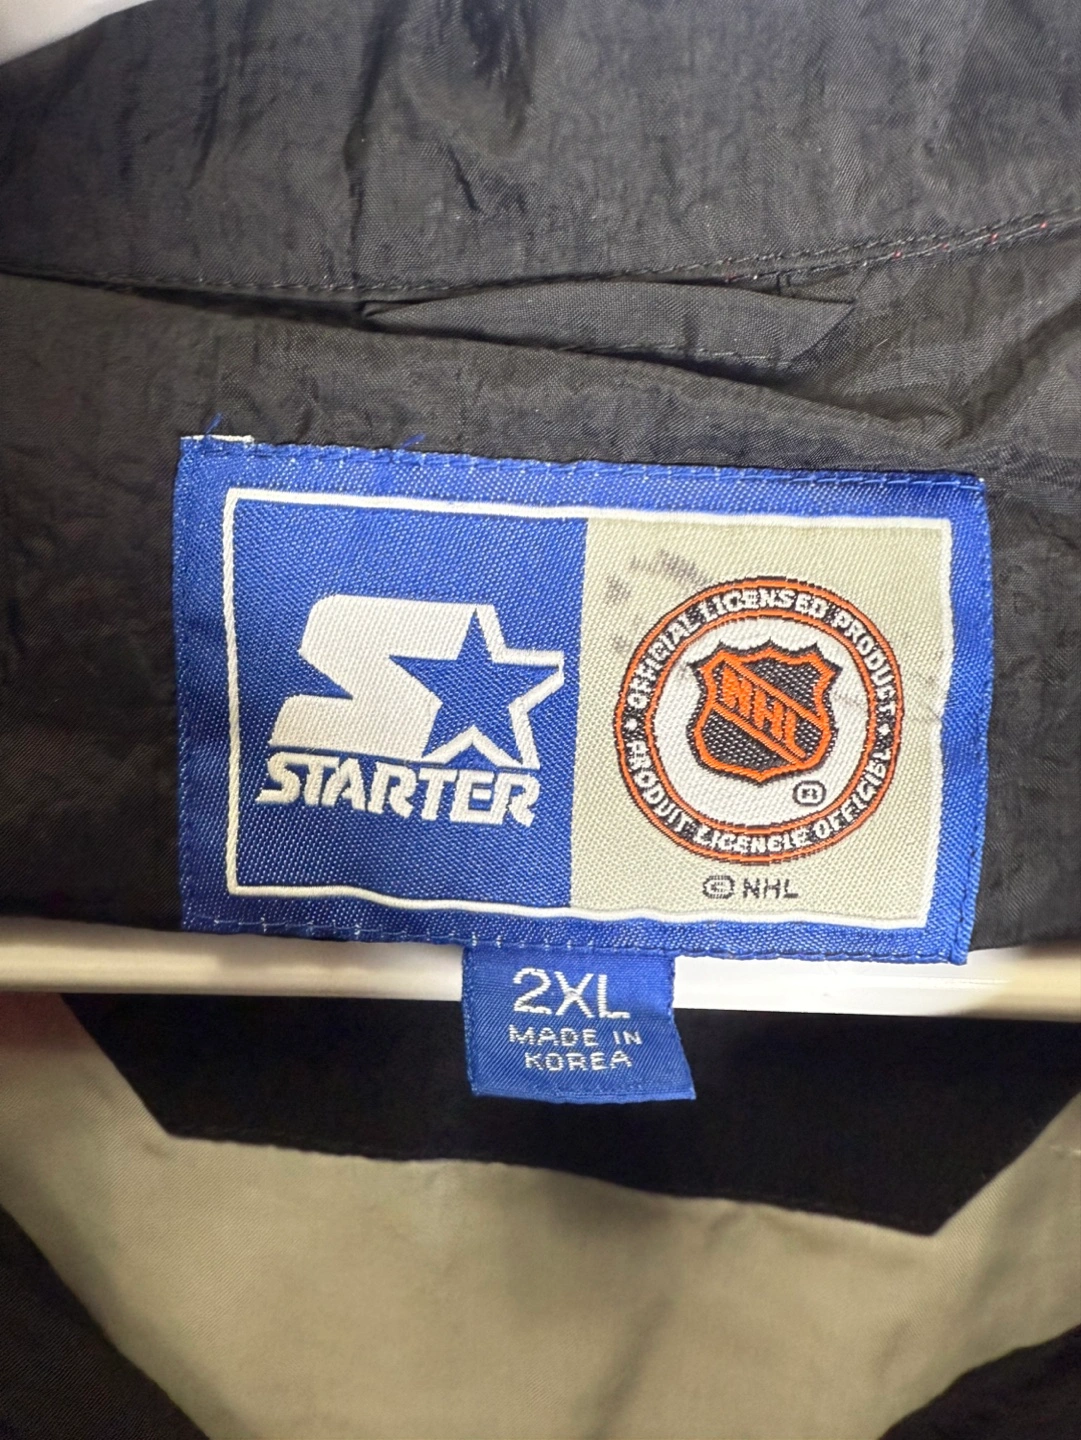 STARTER
OFFICIAL LICENSED PRODUCT
NHL
®
• PRODUIT LICENCIE OFFICIEL •
© NHL
2XL
MADE IN
KOREA